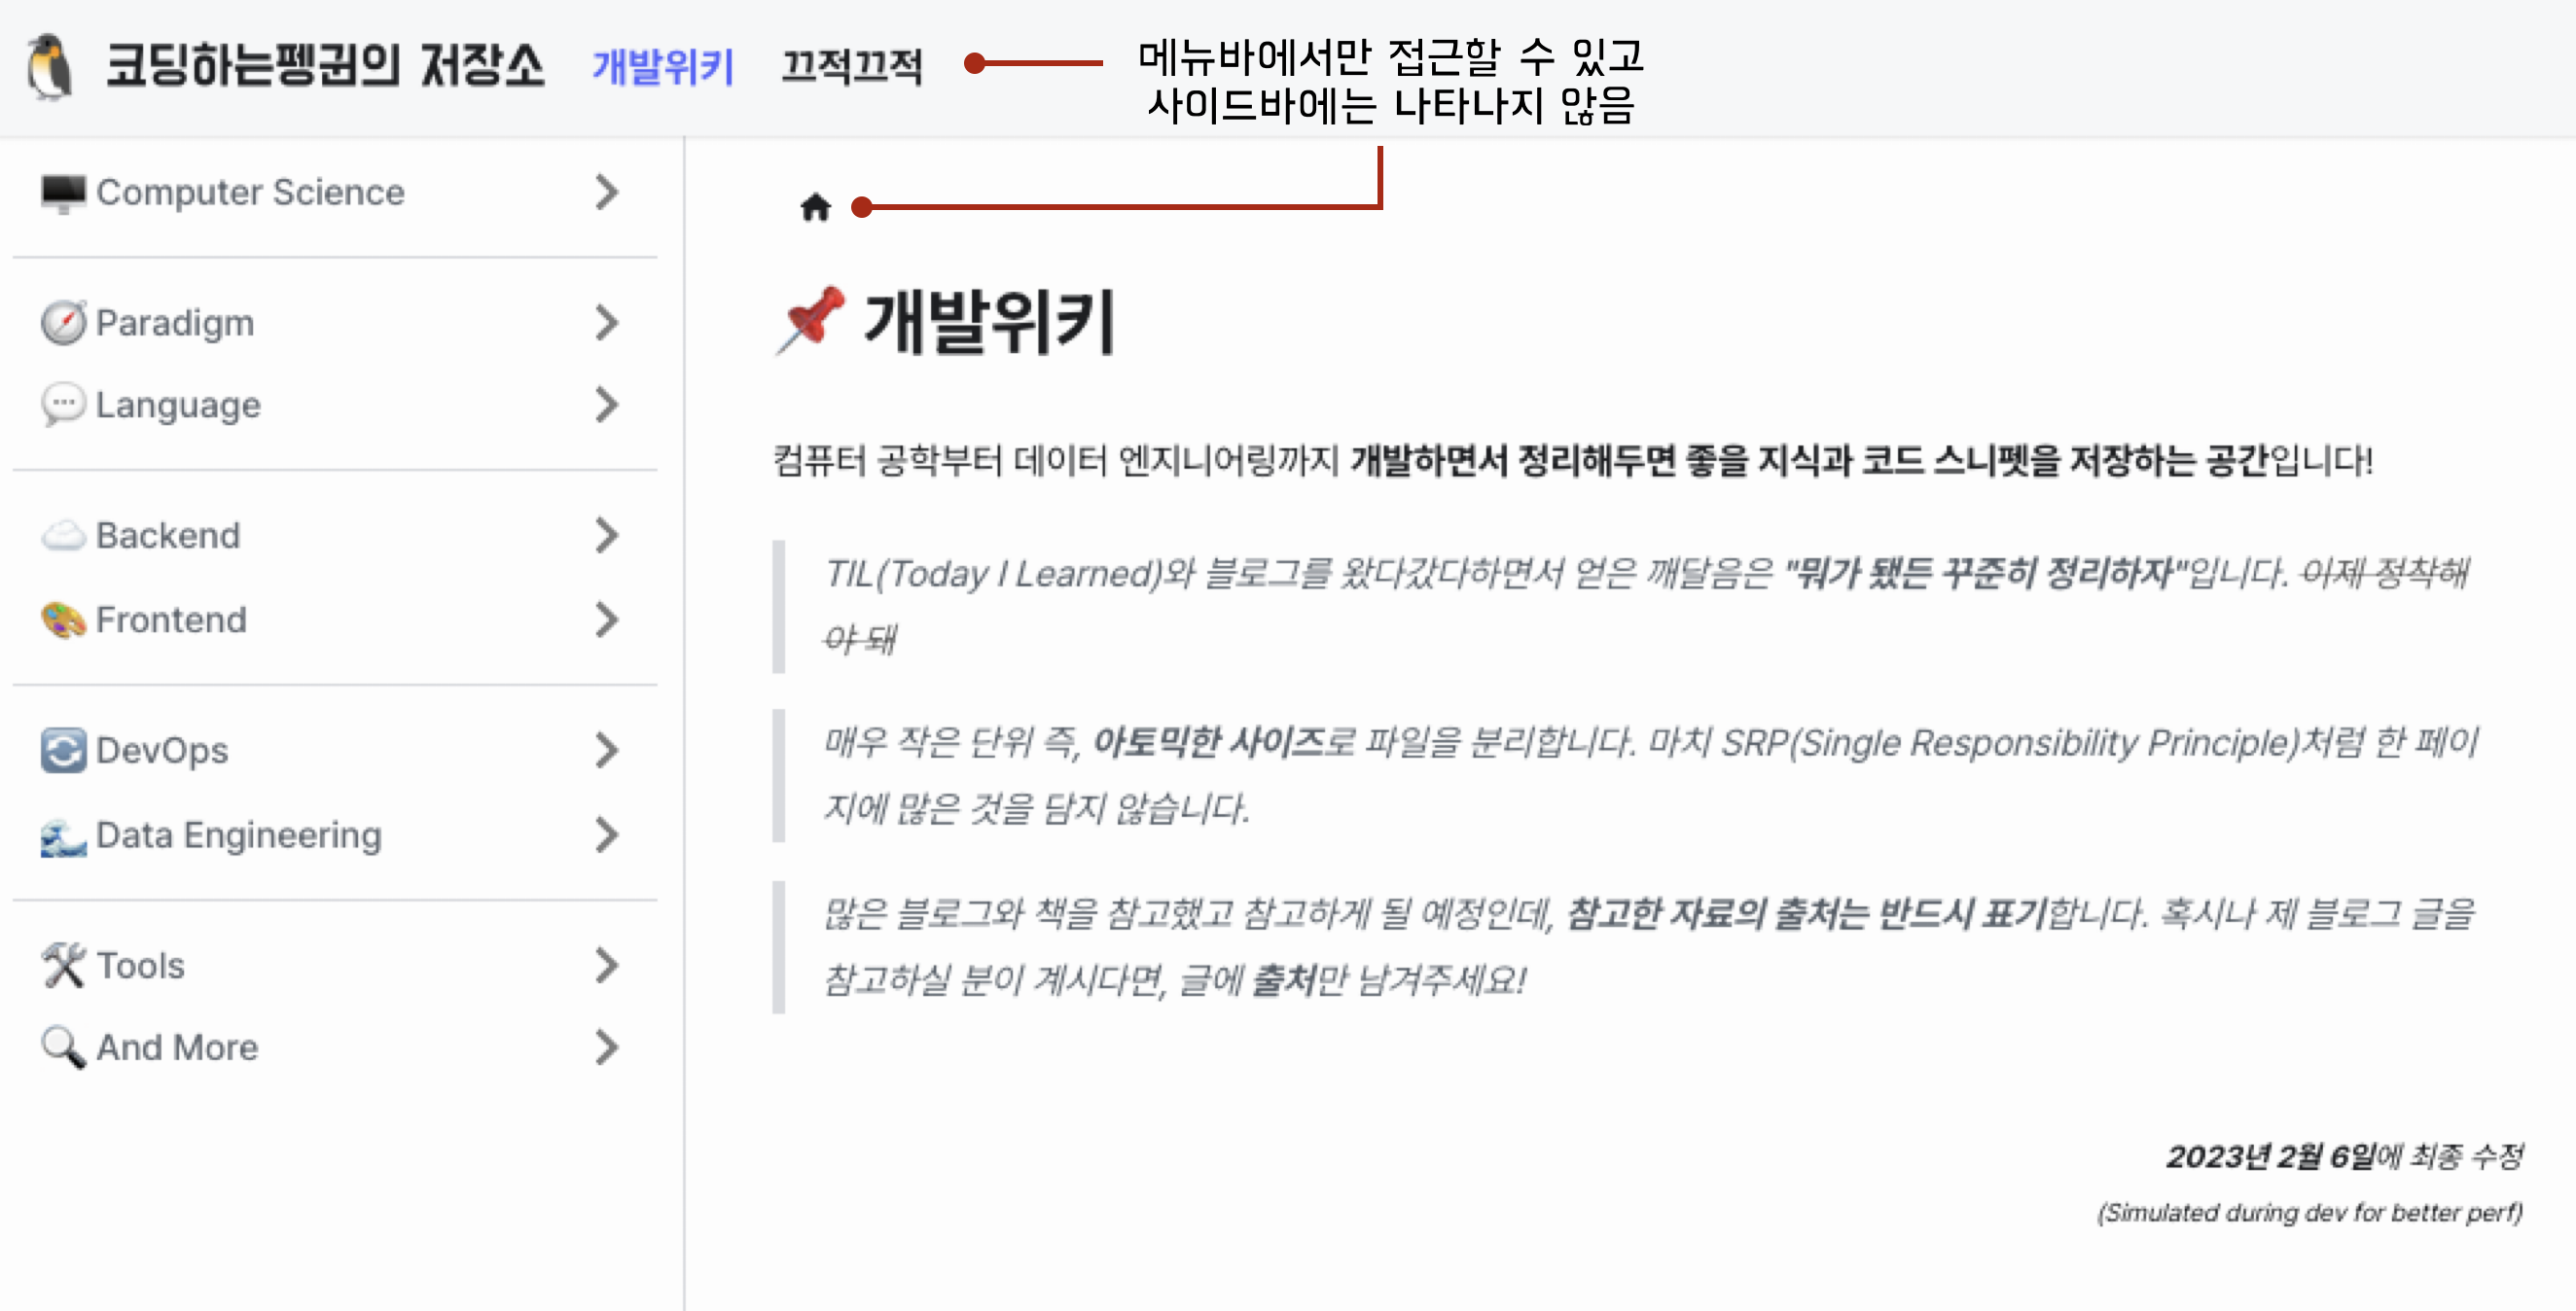 코딩하는펭귄의 저장소 개발위키 끄적끄적
메뉴바에서만 접근할 수 있고
사이드바에는 나타나지 않음
Computer Science
Paradigm
Language
Backend
Frontend
DevOps
Data Engineering
Tools
And More
개발위키
컴퓨터 공학부터 데이터 엔지니어링까지 개발하면서 정리해두면 좋을 지식과 코드 스니펫을 저장하는 공간입니다!
TIL(Today I Learned)와 블로그를 왔다갔다하면서 얻은 깨달음은 "뭐가 됐든 꾸준히 정리하자"입니다. 이제 정착해
야 돼
매우 작은 단위 즉, 아토믹한 사이즈로 파일을 분리합니다. 마치 SRP(Single Responsibility Principle)처럼 한 페이
지에 많은 것을 담지 않습니다.
많은 블로그와 책을 참고했고 참고하게 될 예정인데, 참고한 자료의 출처는 반드시 표기합니다. 혹시나 제 블로그 글을
참고하실 분이 계시다면, 글에 출처만 남겨주세요!
2023년 2월 6일에 최종 수정
(Simulated during dev for better perf)